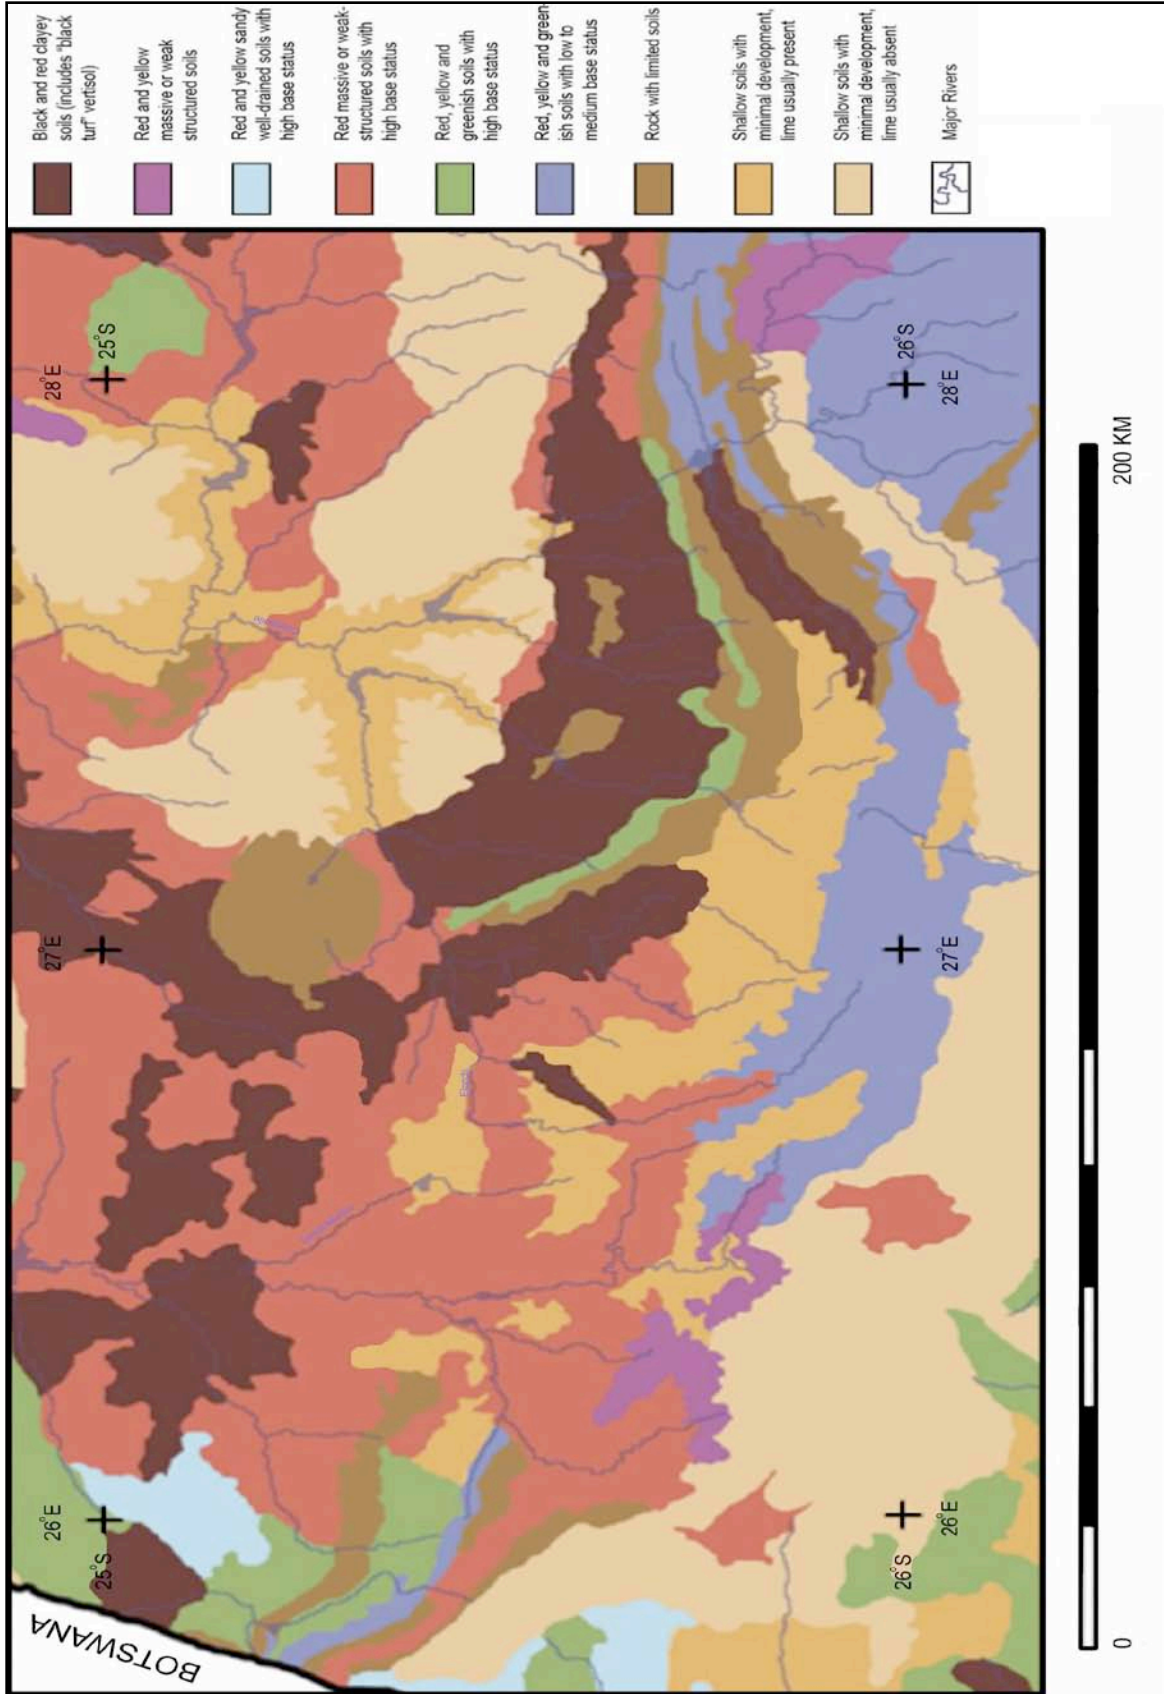 Black and red clayey
soils (includes "black
turf" vertisol)
Red and yellow
massive or weak
structured soils
Red and yellow sandy
well-drained soils with
high base status
Red massive or weak-
structured soils with
high base status
Red, yellow and
greenish soils with
high base status
Red, yellow and green-
ish soils with low to
medium base status
Rock with limited soils
Shallow soils with
minimal development,
lime usually present
Shallow soils with
minimal development,
lime usually absent
Major Rivers
BOTSWANA
26°E
25°S
27°E
28°E
25°S
26°S
26°E
27°E
28°E
26°S
0
200 KM